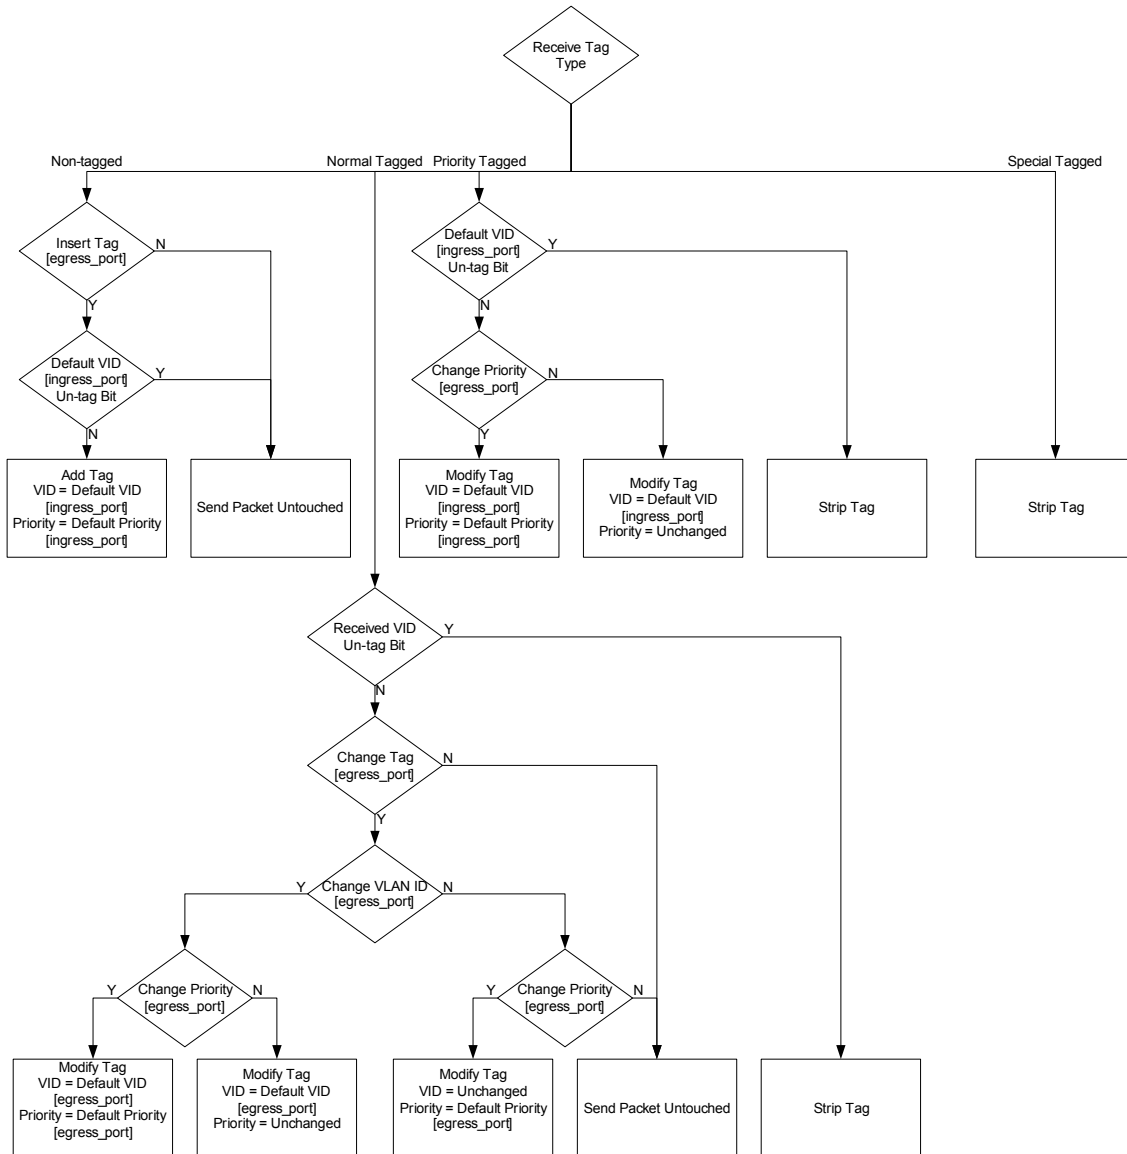 Receive Tag
Type
Non-tagged
Normal Tagged
Priority Tagged
Special Tagged
Insert Tag
[egress_port]
N
Y
Default VID
[ingress_port]
Un-tag Bit
Y
N
Default VID
[ingress_port]
Un-tag Bit
Y
N
Change Priority
[egress_port]
N
Y
Add Tag
VID = Default VID
[ingress_port]
Priority = Default Priority
[ingress_port]
Send Packet Untouched
Modify Tag
VID = Default VID
[ingress_port]
Priority = Default Priority
[ingress_port]
Modify Tag
VID = Default VID
[ingress_port]
Priority = Unchanged
Strip Tag
Strip Tag
Received VID
Un-tag Bit
Y
N
Change Tag
[egress_port]
N
Y
Change VLAN ID
[egress_port]
Y
N
Change Priority
[egress_port]
Y
N
Change Priority
[egress_port]
Y
N
Modify Tag
VID = Default VID
[egress_port]
Priority = Default Priority
[egress_port]
Modify Tag
VID = Default VID
[egress_port]
Priority = Unchanged
Modify Tag
VID = Unchanged
Priority = Default Priority
[egress_port]
Send Packet Untouched
Strip Tag